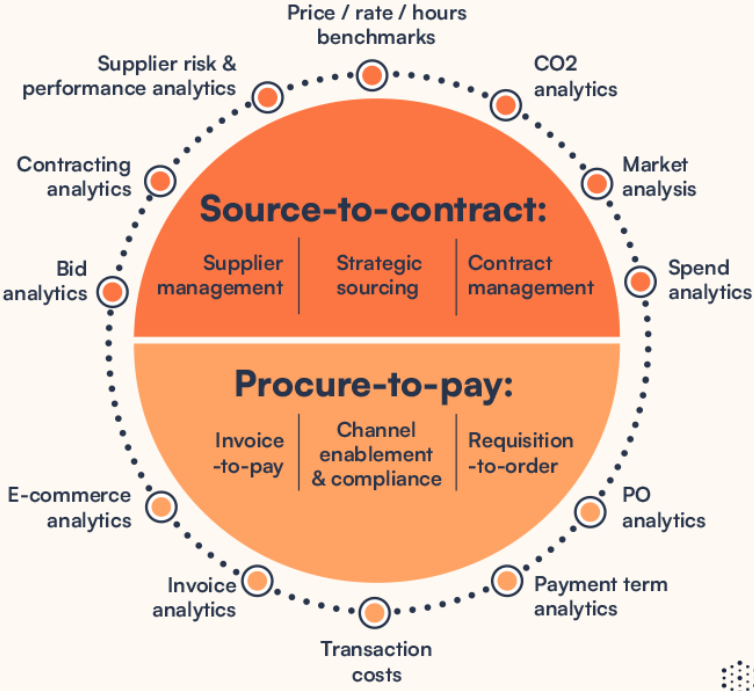 Price / rate / hours
benchmarks
Supplier risk &
performance analytics
CO2
analytics
Contracting
analytics
Market
analysis
Bid
analytics
Spend
analytics
Source-to-contract:
Supplier
management
Strategic
sourcing
Contract
management
Procure-to-pay:
Invoice
-to-pay
Channel
enablement
& compliance
Requisition
-to-order
E-commerce
analytics
PO
analytics
Invoice
analytics
Payment term
analytics
Transaction
costs